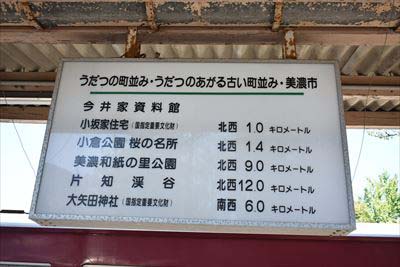 うだつの町並み・うだつのあがる古い町並み・美濃市
今井家資料館
小坂家住宅(国指定重要文化財) 北西 1.0 キロメートル
小倉公園 桜の名所 北西 1.4 キロメートル
美濃和紙の里公園 北西 9.0 キロメートル
片知渓谷 北西 12.0 キロメートル
大矢田神社(国指定重要文化財) 南西 6.0 キロメートル